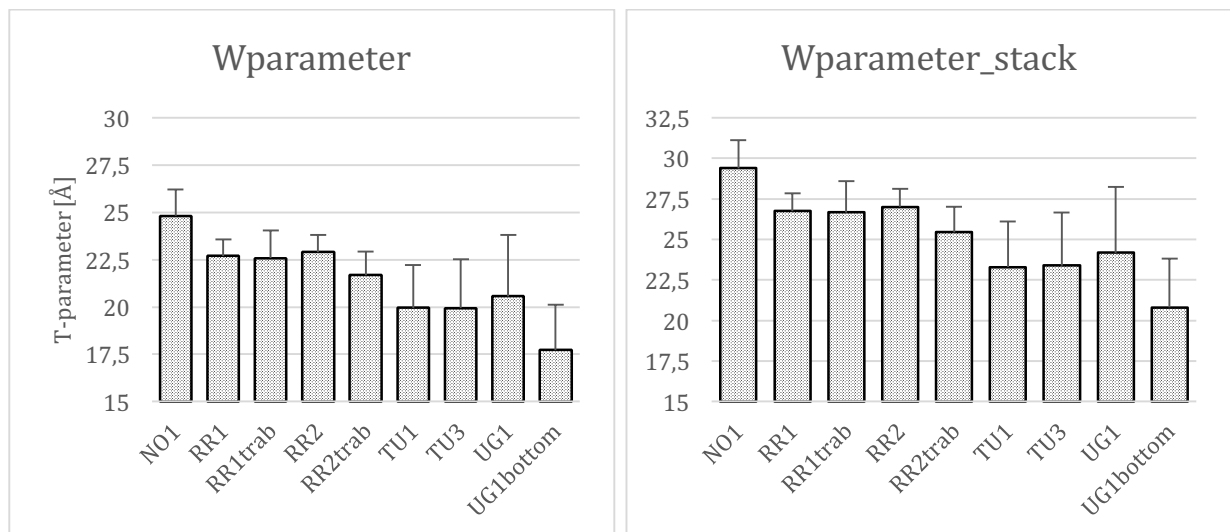 Wparameter
T-parameter [Å]
30
27,5
25
22,5
20
17,5
15
NO1
RR1
RR1trab
RR2
RR2trab
TU1
TU3
UG1
UG1bottom
Wparameter_stack
32,5
30
27,5
25
22,5
20
17,5
15
NO1
RR1
RR1trab
RR2
RR2trab
TU1
TU3
UG1
UG1bottom